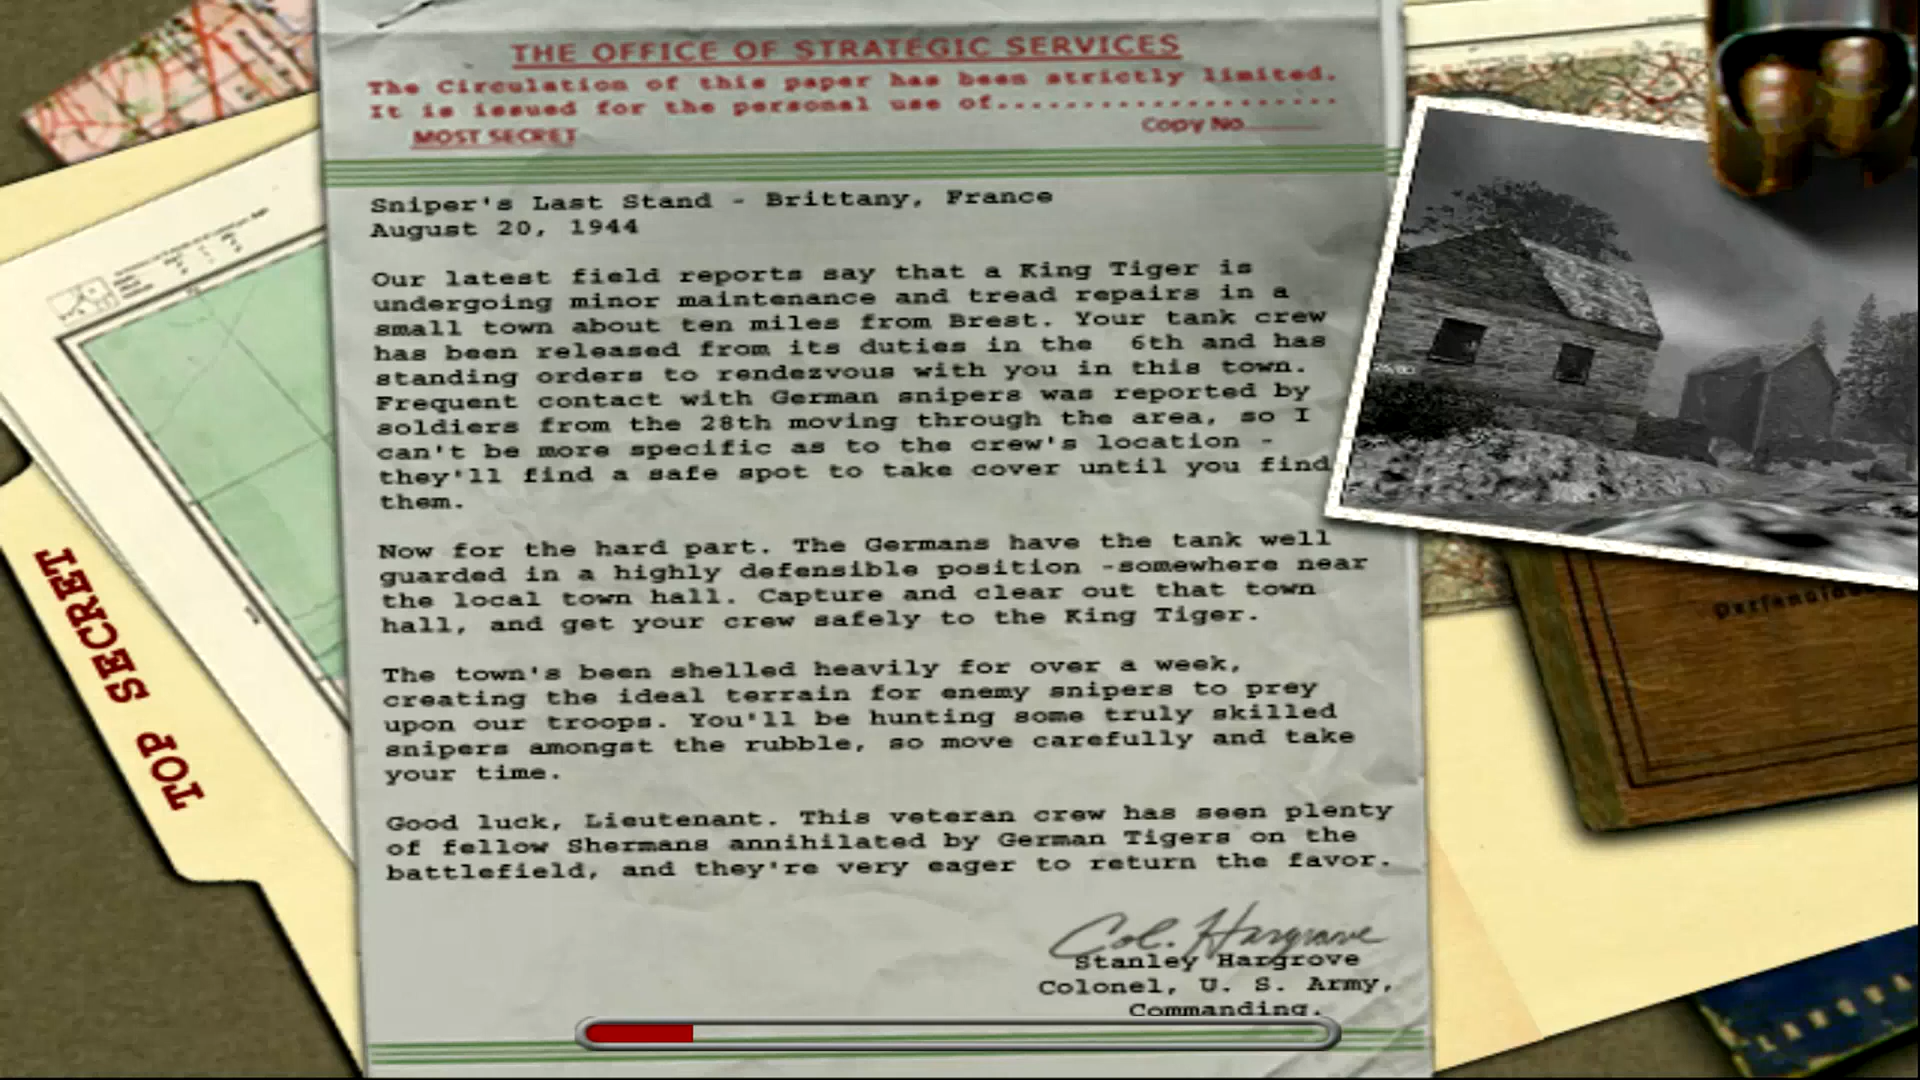 THE OFFICE OF STRATEGIC SERVICES
The Circulation of this paper has been strictly limited.
It is issued for the personal use of....................
MOST SECRET
Copy No.
Sniper's Last Stand - Brittany, France
August 20, 1944
Our latest field reports say that a King Tiger is
undergoing minor maintenance and tread repairs in a
small town about ten miles from Brest. Your tank crew
has been released from its duties in the  6th and has
standing orders to rendezvous with you in this town.
Frequent contact with German snipers was reported by
soldiers from the 28th moving through the area, so I
can't be more specific as to the crew's location -
they'll find a safe spot to take cover until you find
them.
Now for the hard part. The Germans have the tank well
guarded in a highly defensible position -somewhere near
the local town hall. Capture and clear out that town
hall, and get your crew safely to the King Tiger.
The town's been shelled heavily for over a week,
creating the ideal terrain for enemy snipers to prey
upon our troops. You'll be hunting some truly skilled
snipers amongst the rubble, so move carefully and take
your time.
Good luck, Lieutenant. This veteran crew has seen plenty
of fellow Shermans annihilated by German Tigers on the
battlefield, and they're very eager to return the favor.
Col. Hargrove
Stanley Hargrove
Colonel, U. S. Army,
Commanding.
TOP SECRET